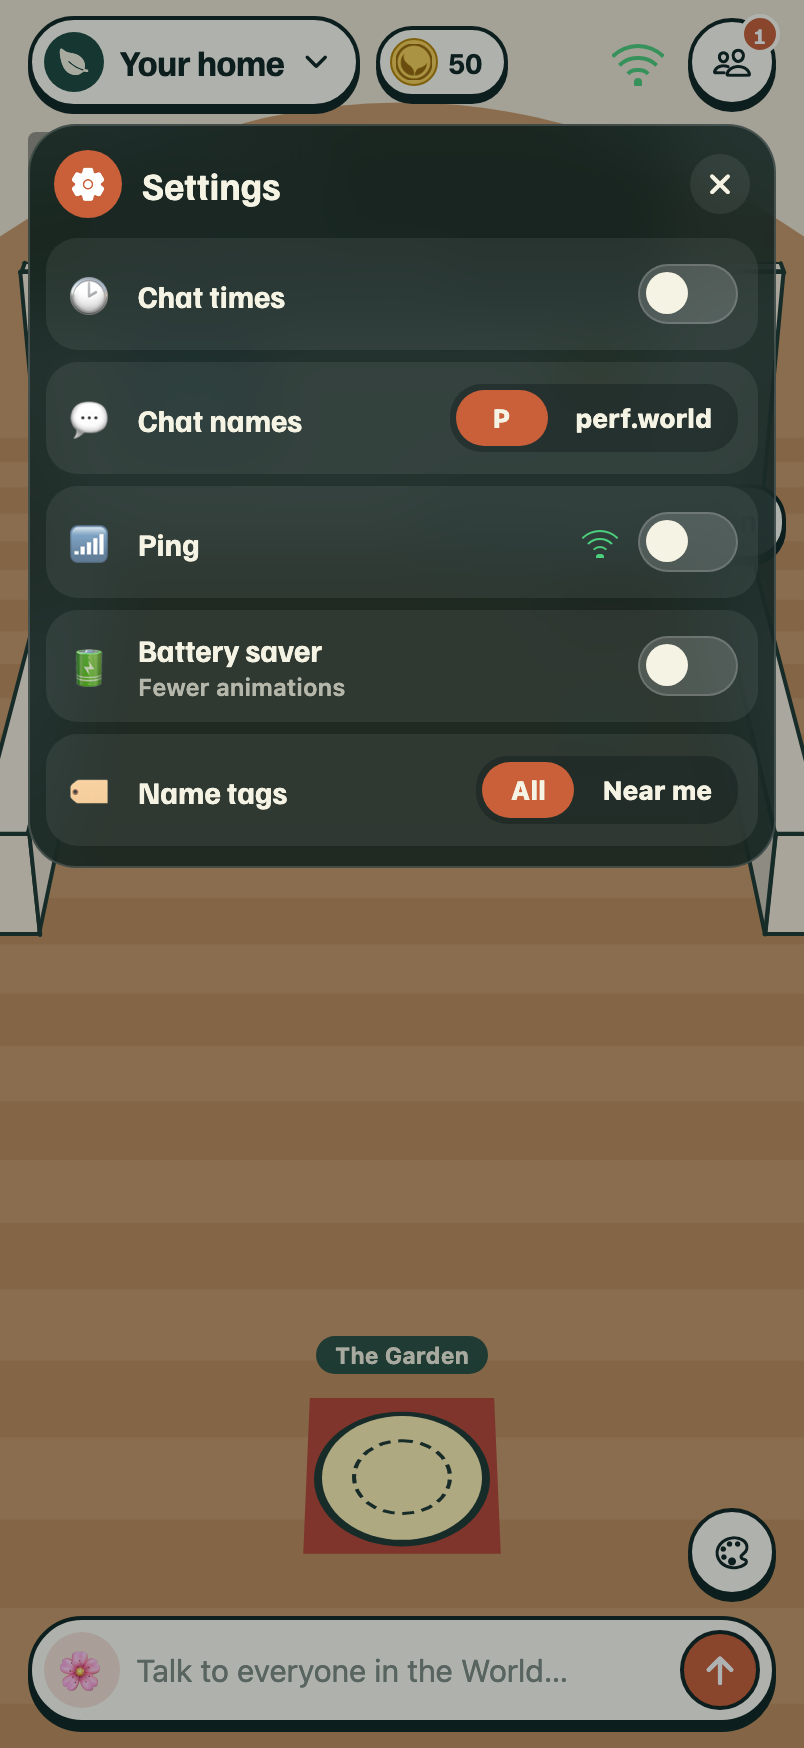 Your home
50
1
Settings
Chat times
Chat names
P
perf.world
Ping
Battery saver
Fewer animations
Name tags
All
Near me
The Garden
Talk to everyone in the World...